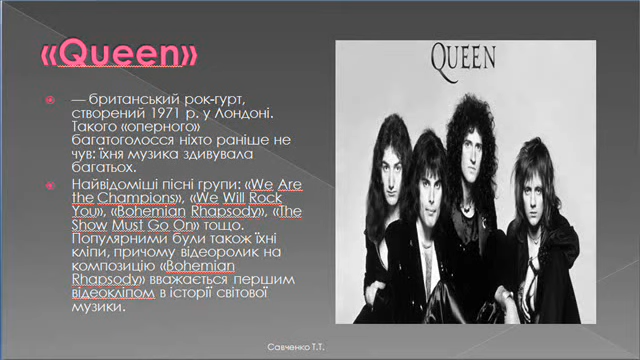 «Queen»
— британський рок-гурт,
створений 1971 р. у Лондоні.
Такого «оперного»
багатоголосся ніхто раніше не
чув: їхня музика здивувала
багатьох.
Найвідоміші пісні групи: «We Are
the Champions», «We Will Rock
You», «Bohemian Rhapsody», «The
Show Must Go On» тощо.
Популярними були також їхні
кліпи, причому відеоролик на
композицію «Bohemian
Rhapsody» вважається першим
відеокліпом в історії світової
музики.
QUEEN
Савченко Т.Т.